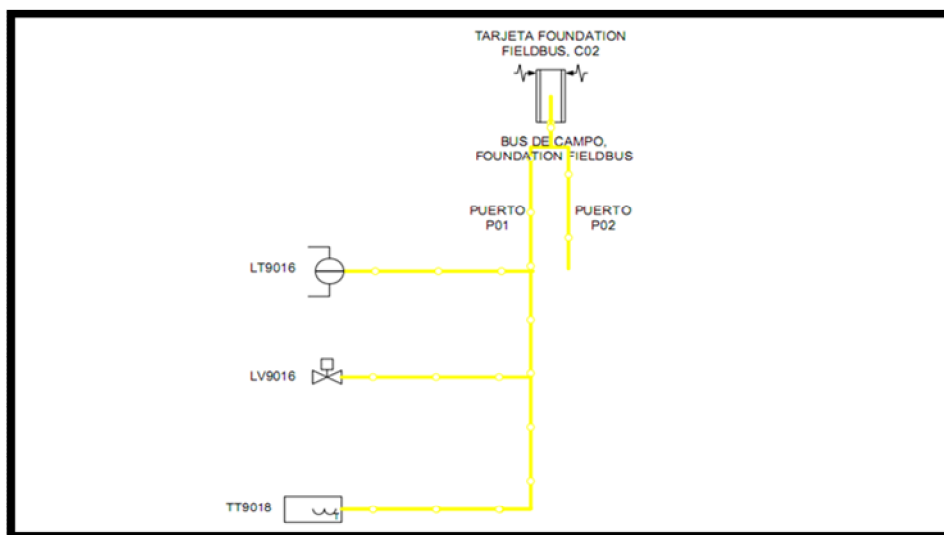 TARJETA FOUNDATION
FIELDBUS, C02
BUS DE CAMPO,
FOUNDATION FIELDBUS
PUERTO
P01
PUERTO
P02
LT9016
LV9016
TT9018